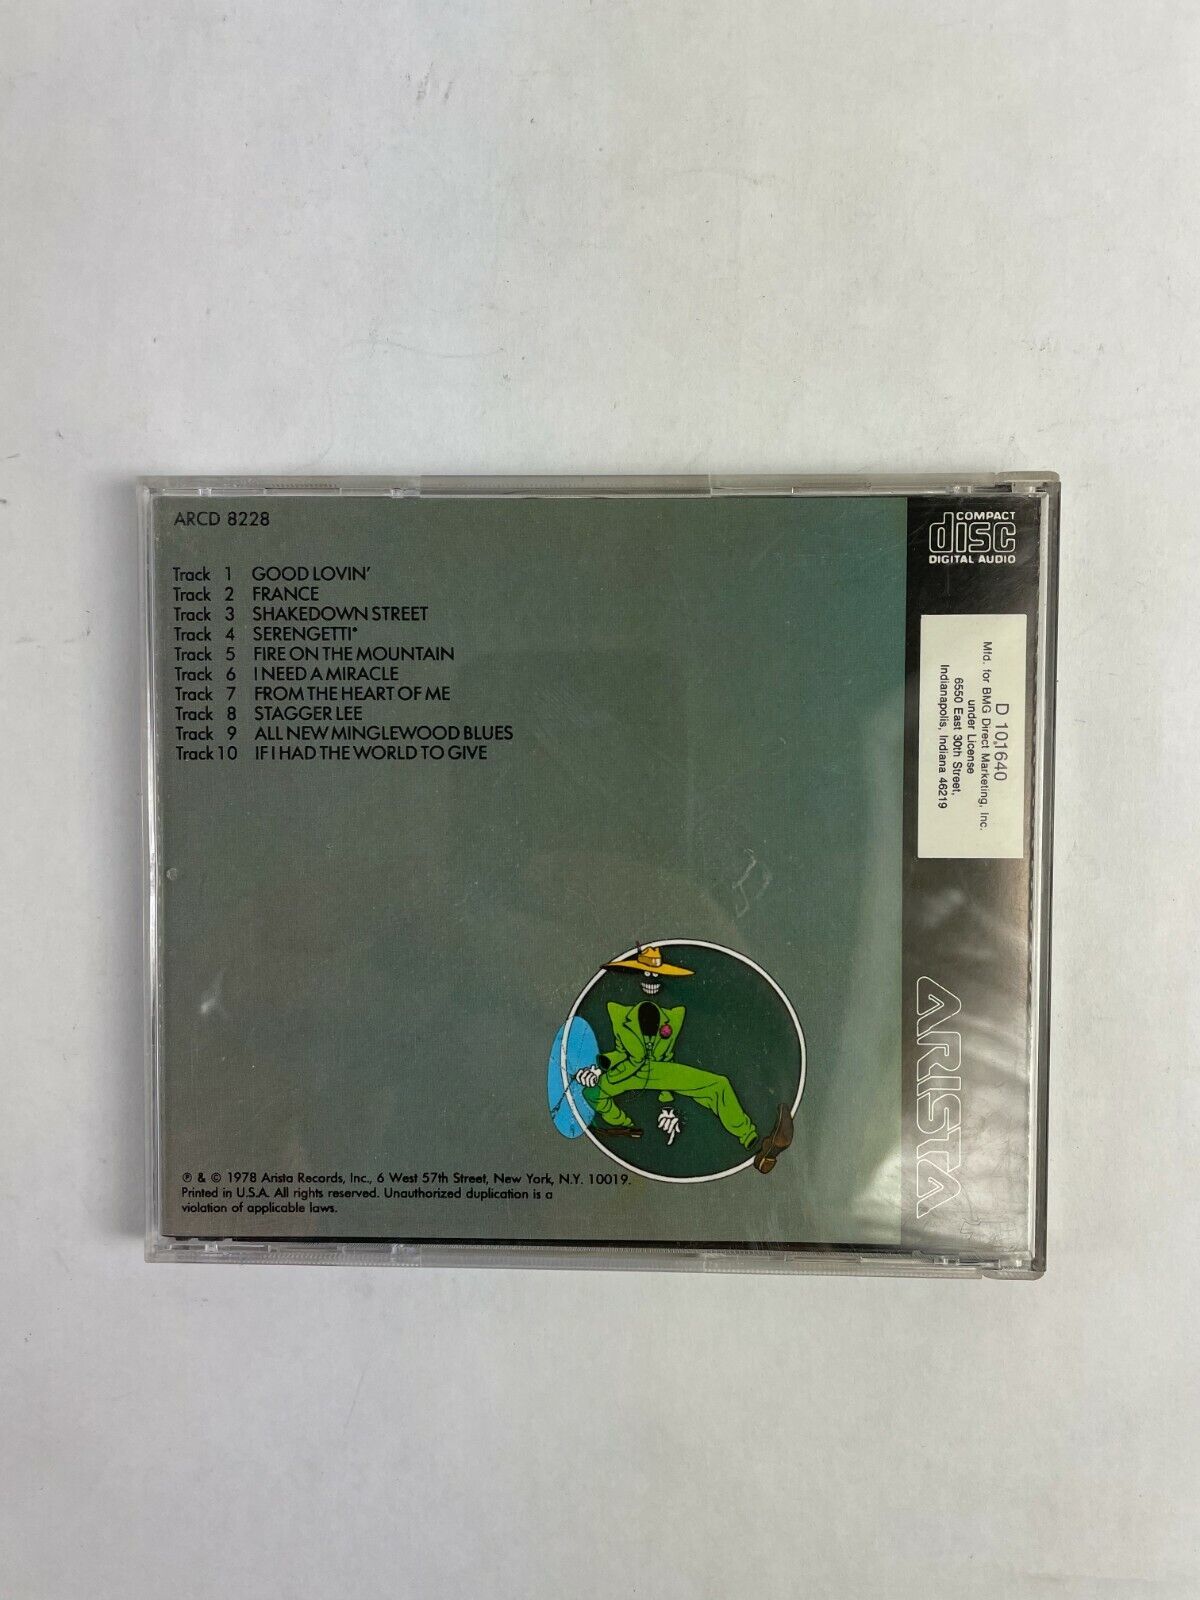 ARCD 8228
Track 1 GOOD LOVIN'
Track 2 FRANCE
Track 3 SHAKEDOWN STREET
Track 4 SERENGETTI*
Track 5 FIRE ON THE MOUNTAIN
Track 6 I NEED A MIRACLE
Track 7 FROM THE HEART OF ME
Track 8 STAGGER LEE
Track 9 ALL NEW MINGLEWOOD BLUES
Track 10 IF I HAD THE WORLD TO GIVE
℗ & © 1978 Arista Records, Inc., 6 West 57th Street, New York, N.Y. 10019.
Printed in U.S.A. All rights reserved. Unauthorized duplication is a
violation of applicable laws.
COMPACT
disc
DIGITAL AUDIO
D 101640
Mfd. for BMG Direct Marketing, Inc.
under License
6550 East 30th Street,
Indianapolis, Indiana 46219
ARISTA